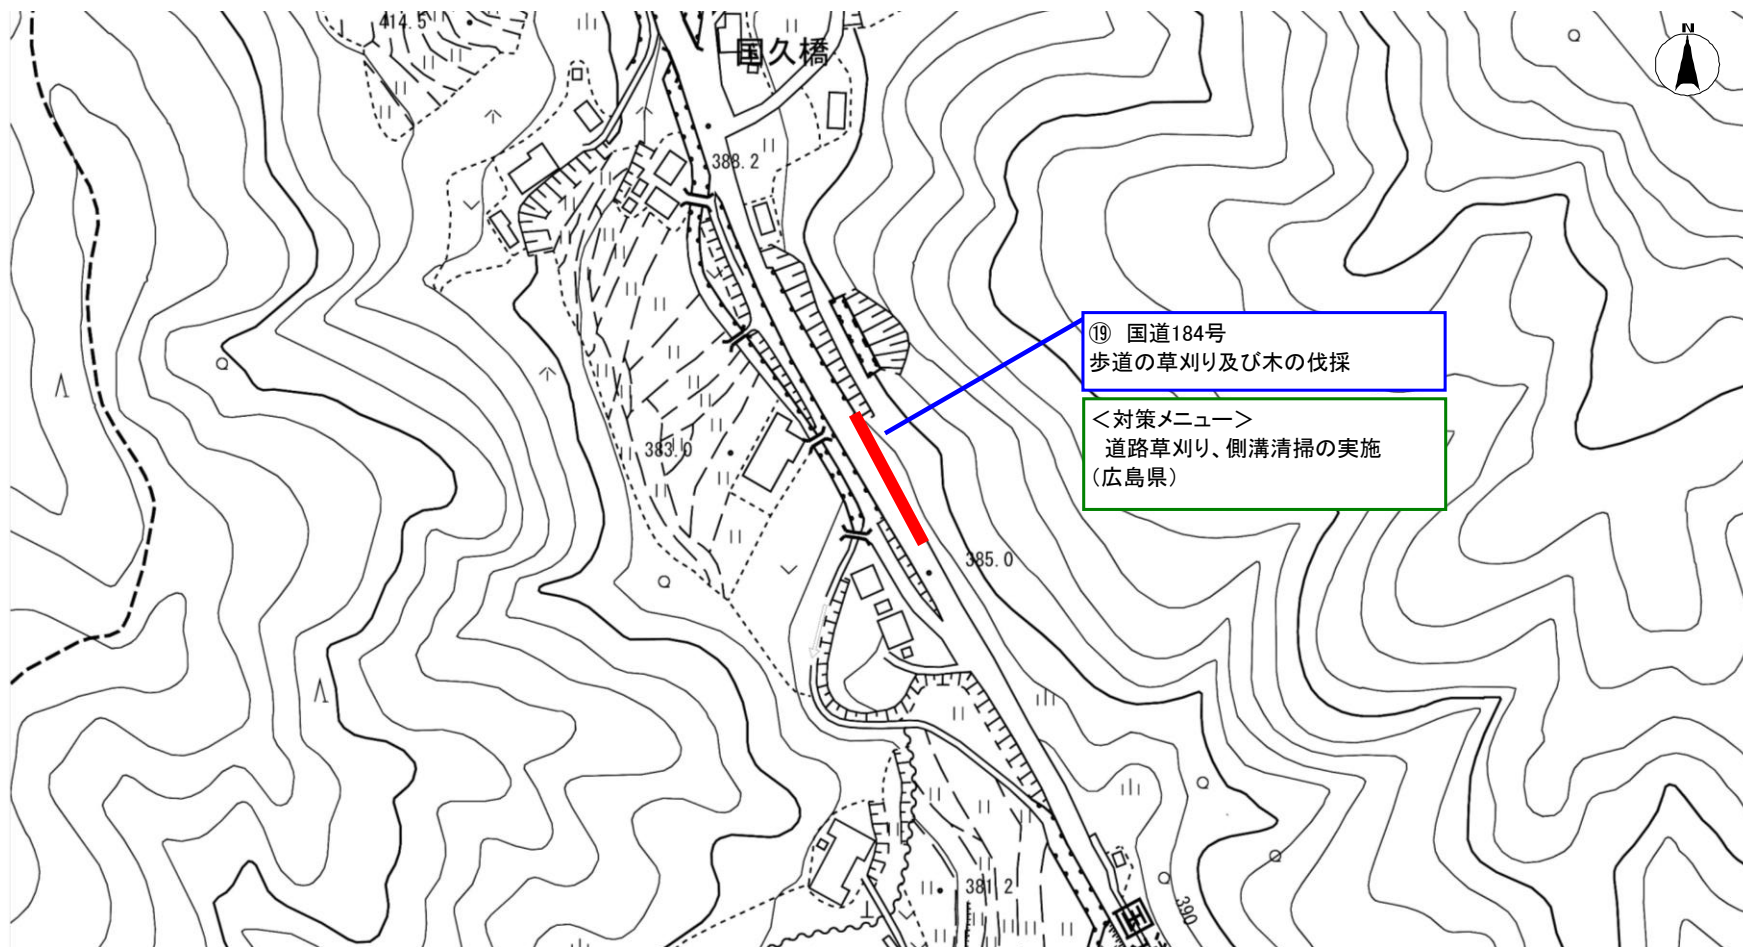 414.5
国久橋
N
388.2
⑲ 国道184号
歩道の草刈り及び木の伐採
＜対策メニュー＞
道路草刈り、側溝清掃の実施
（広島県）
383.0
385.0
381.2
390
国